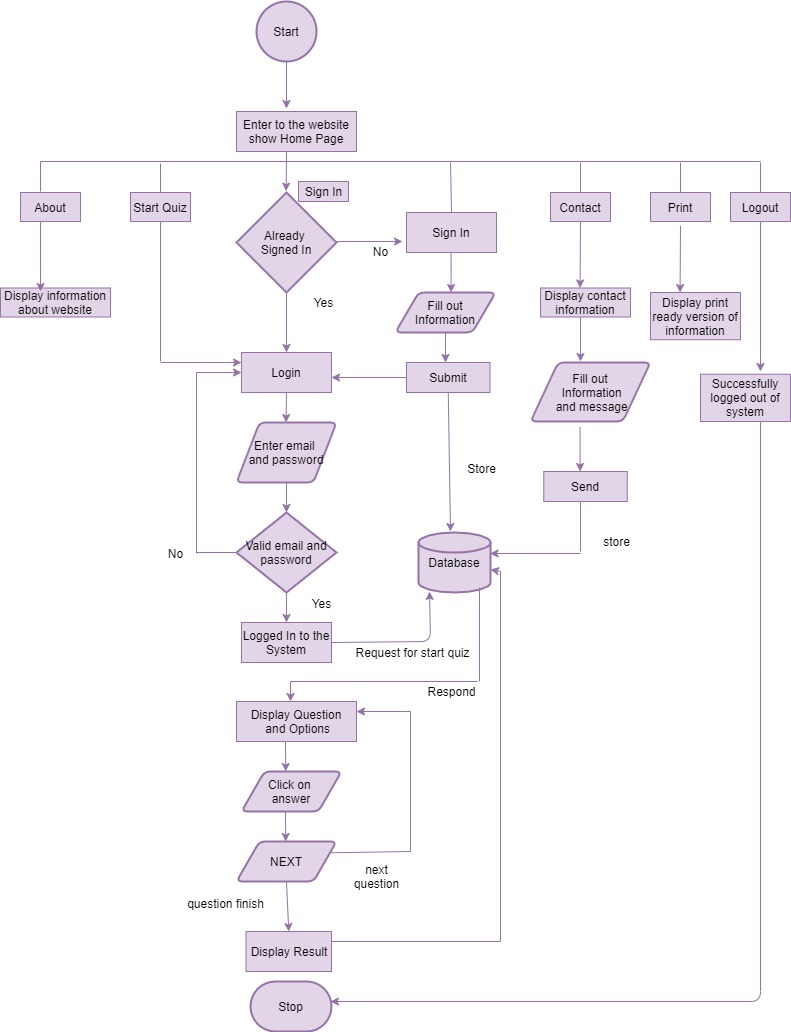 Start
Enter to the website
show Home Page
Sign In
About
Start Quiz
Already
Signed In
No
Sign In
Contact
Print
Logout
Display information
about website
Yes
Fill out
Information
Display contact
information
Display print
ready version of
information
Login
Submit
Fill out
Information
and message
Successfully
logged out of
system
Enter email
and password
Store
Send
No
Valid email and
password
Database
store
Yes
Logged In to the
System
Request for start quiz
Respond
Display Question
and Options
Click on
answer
NEXT
next
question
question finish
Display Result
Stop